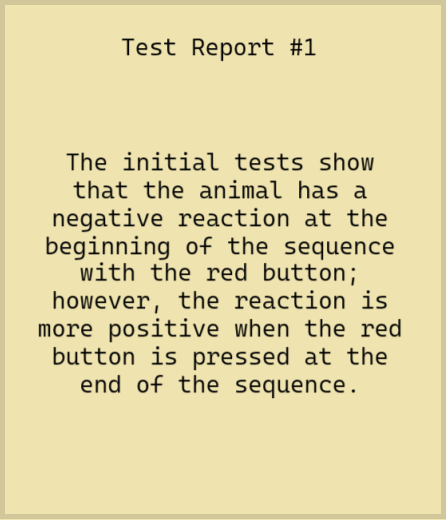 Test Report #1
The initial tests show
that the animal has a
negative reaction at the
beginning of the sequence
with the red button;
however, the reaction is
more positive when the red
button is pressed at the
end of the sequence.